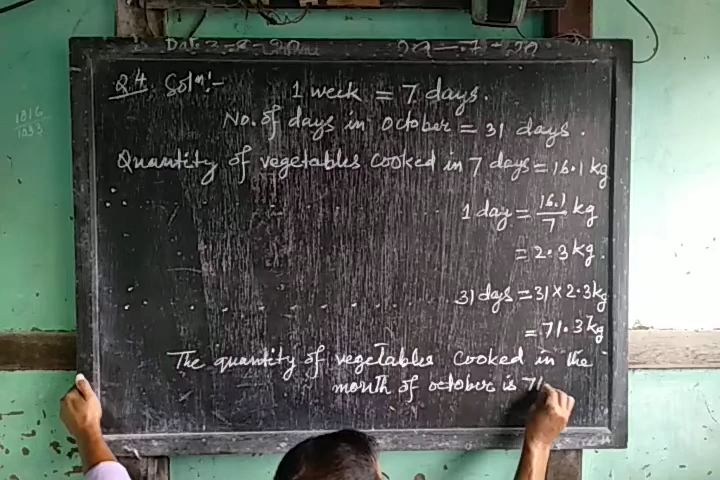 Q4. Soln:-
1 week = 7 days.
No. of days in October = 31 days.
Quantity of vegetables cooked in 7 days = 16.1 kg
∴ 1 day = 16.1/7 kg
= 2.3 kg.
∴ 31 days = 31 × 2.3 kg
= 71.3 kg
The quantity of vegetables cooked in the
month of october is 71